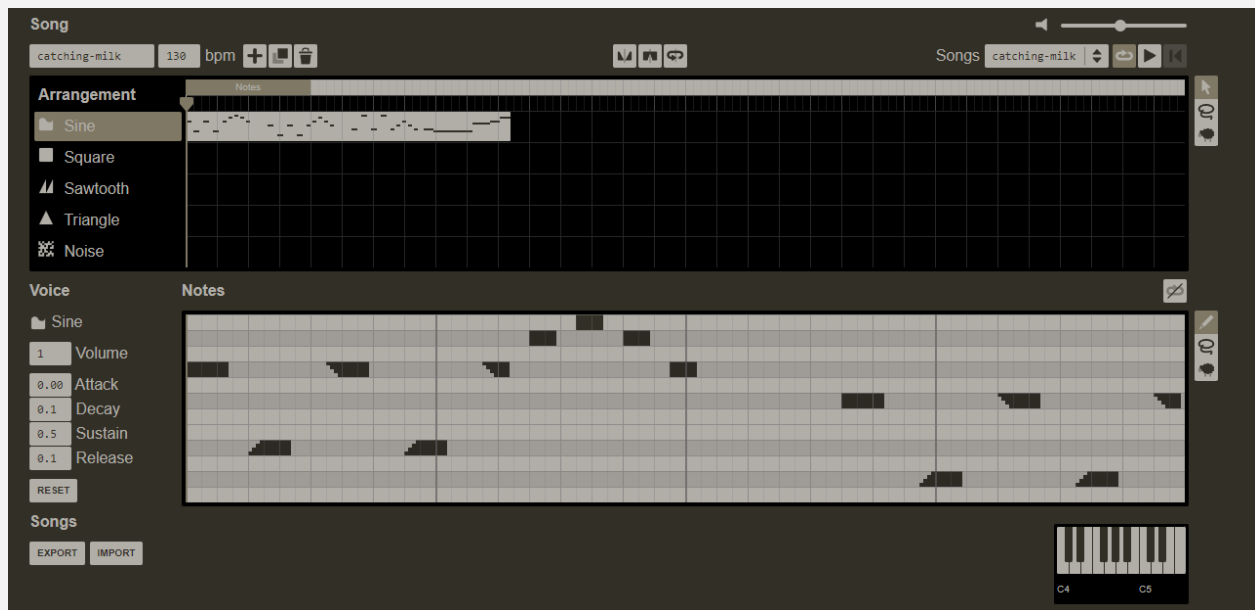 Song
catching-milk 130 bpm Songs catching-milk
Arrangement Notes
Sine
Square
Sawtooth
Triangle
Noise
Voice Notes
Sine
1 Volume
0.00 Attack
0.1 Decay
0.5 Sustain
0.1 Release
RESET
Songs
EXPORT IMPORT
C4 C5